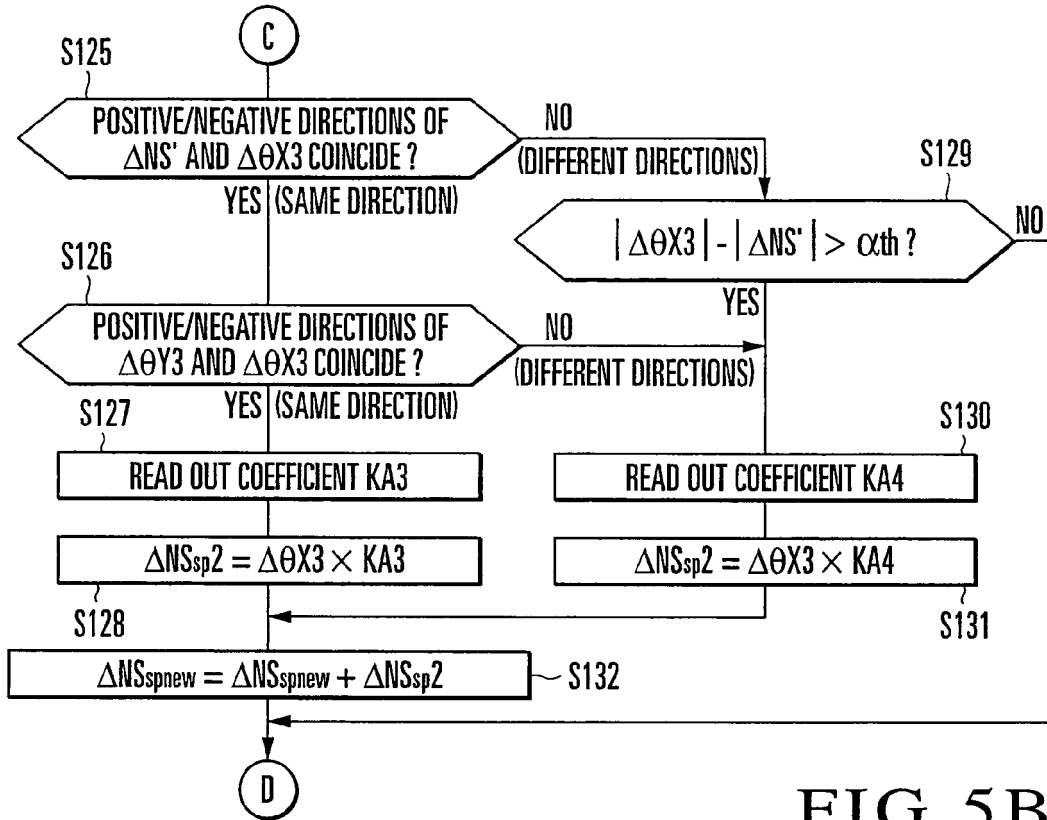 C
S125
POSITIVE/NEGATIVE DIRECTIONS OF
ΔNS' AND ΔθX3 COINCIDE ?
NO
(DIFFERENT DIRECTIONS)
YES (SAME DIRECTION)
S129
|ΔθX3| - |ΔNS'| > αth ?
NO
YES
S126
POSITIVE/NEGATIVE DIRECTIONS OF
ΔθY3 AND ΔθX3 COINCIDE ?
NO
(DIFFERENT DIRECTIONS)
YES (SAME DIRECTION)
S127
READ OUT COEFFICIENT KA3
S130
READ OUT COEFFICIENT KA4
ΔNSsp2 = ΔθX3 × KA3
S128
ΔNSsp2 = ΔθX3 × KA4
S131
ΔNSspnew = ΔNSspnew + ΔNSsp2
S132
D
FIG. 5B